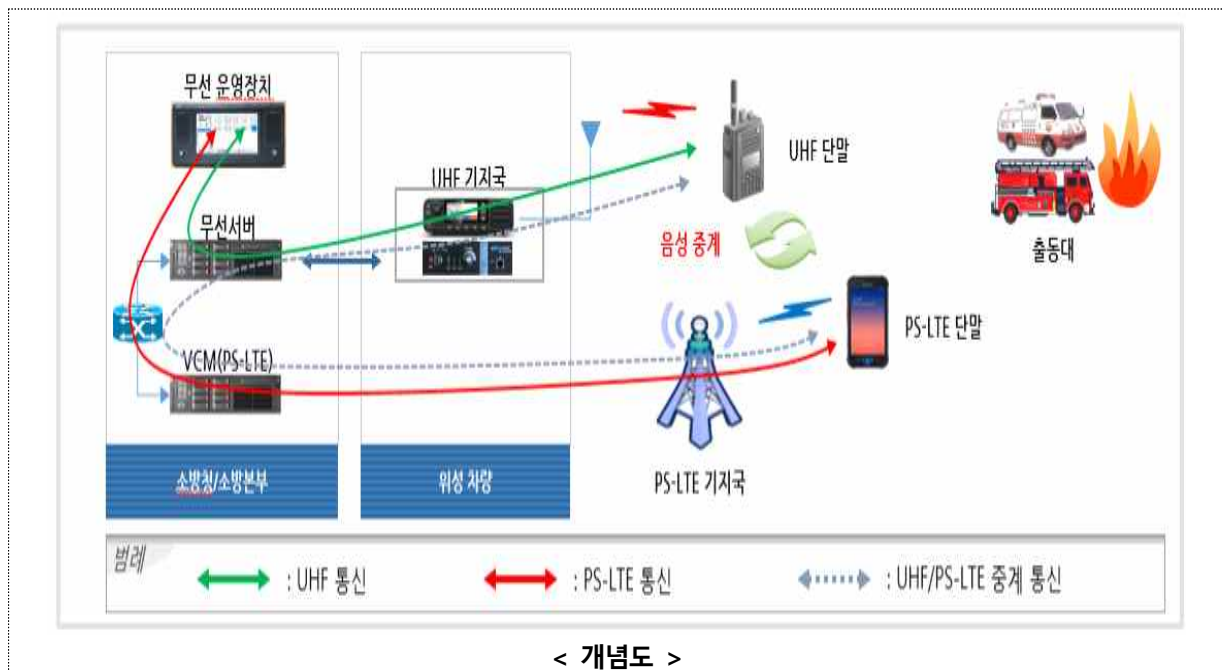 무선 운영장치
UHF 단말
UHF 기지국
무선서버
음성 중계
출동대
PS-LTE 단말
VCM(PS-LTE)
소방청/소방본부
위성 차량
PS-LTE 기지국
범례
: UHF 통신
: PS-LTE 통신
: UHF/PS-LTE 중계 통신
< 개념도 >